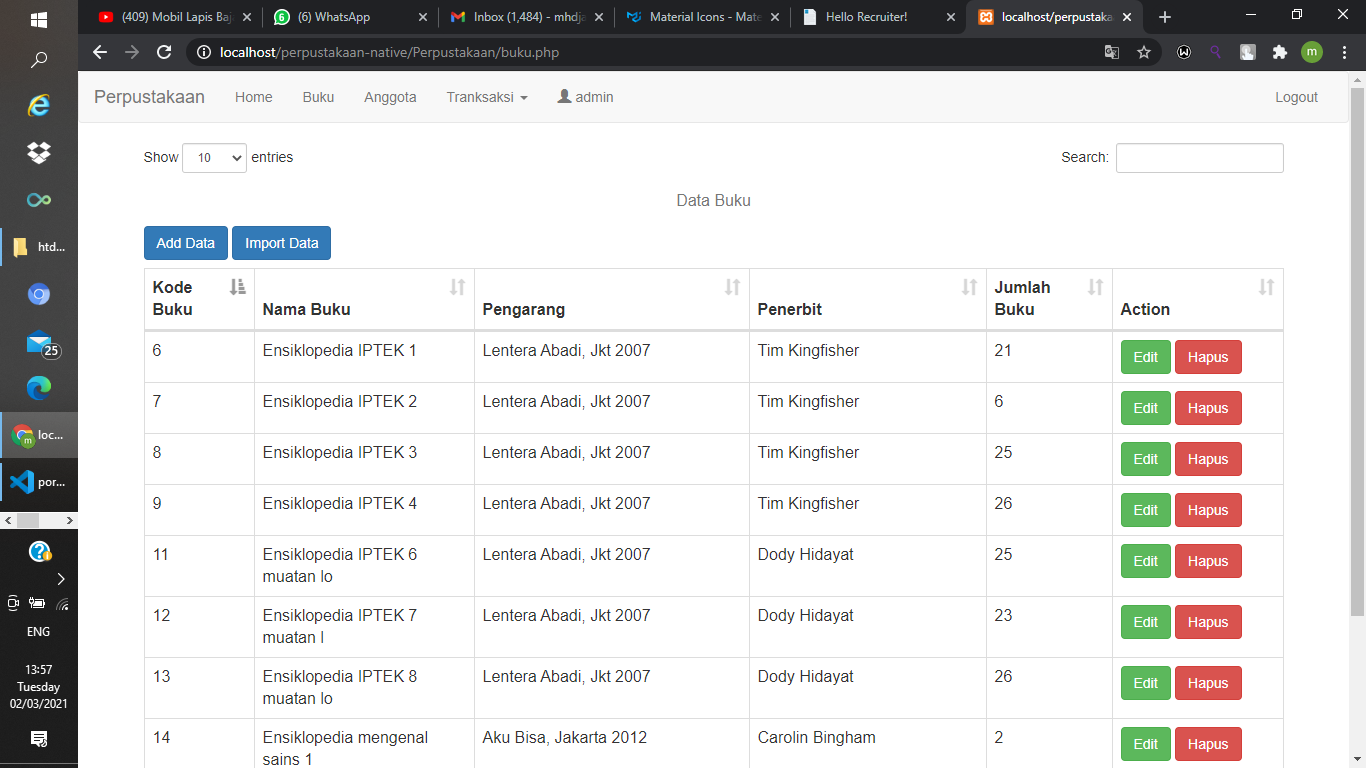 (409) Mobil Lapis Baj
(6) WhatsApp
Inbox (1,484) - mhdja
Material Icons - Mate
Hello Recruiter!
localhost/perpustaka
localhost/perpustakaan-native/Perpustakaan/buku.php
m
Perpustakaan Home Buku Anggota Tranksaksi admin Logout
Show 10 entries Search:
Data Buku
Add Data Import Data
Kode Buku Nama Buku Pengarang Penerbit Jumlah Buku Action
6 Ensiklopedia IPTEK 1 Lentera Abadi, Jkt 2007 Tim Kingfisher 21 Edit Hapus
7 Ensiklopedia IPTEK 2 Lentera Abadi, Jkt 2007 Tim Kingfisher 6 Edit Hapus
8 Ensiklopedia IPTEK 3 Lentera Abadi, Jkt 2007 Tim Kingfisher 25 Edit Hapus
9 Ensiklopedia IPTEK 4 Lentera Abadi, Jkt 2007 Tim Kingfisher 26 Edit Hapus
11 Ensiklopedia IPTEK 6 Lentera Abadi, Jkt 2007 Dody Hidayat 25 Edit Hapus
muatan lo
12 Ensiklopedia IPTEK 7 Lentera Abadi, Jkt 2007 Dody Hidayat 23 Edit Hapus
muatan l
13 Ensiklopedia IPTEK 8 Lentera Abadi, Jkt 2007 Dody Hidayat 26 Edit Hapus
muatan lo
14 Ensiklopedia mengenal Aku Bisa, Jakarta 2012 Carolin Bingham 2 Edit Hapus
sains 1
htd...
25
loc...
por...
ENG
13:57
Tuesday
02/03/2021